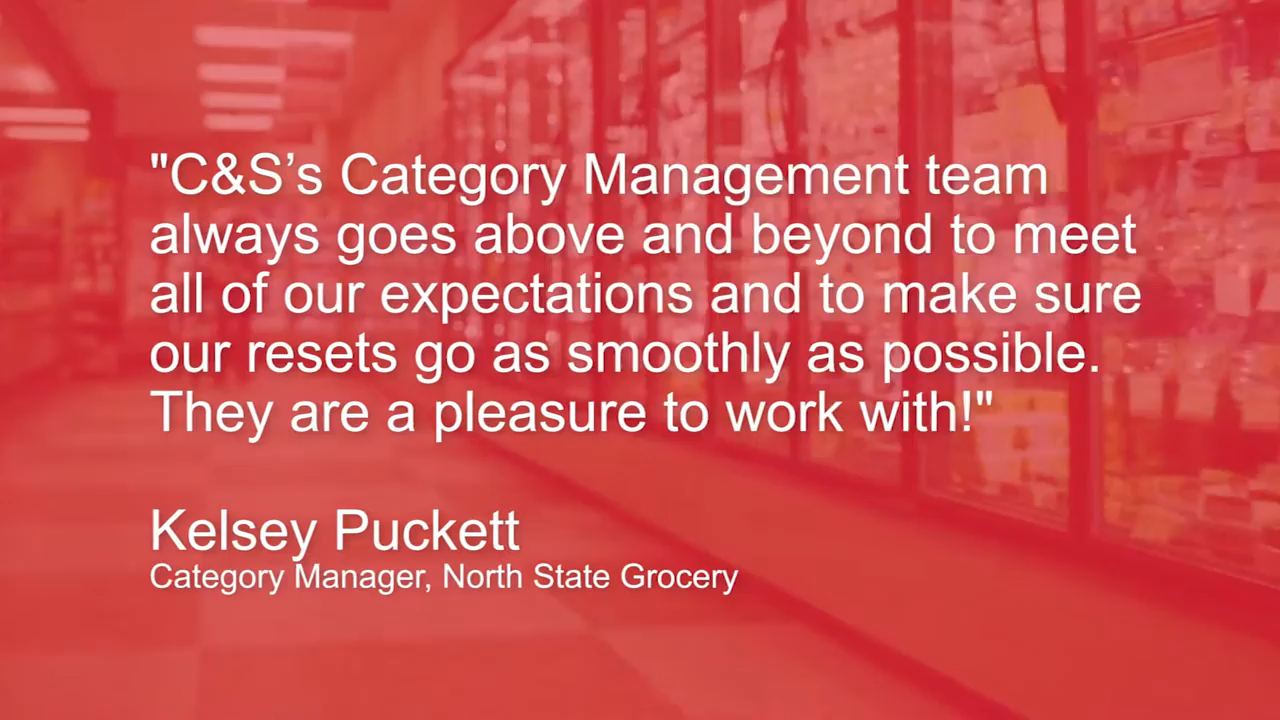 "C&S’s Category Management team
always goes above and beyond to meet
all of our expectations and to make sure
our resets go as smoothly as possible.
They are a pleasure to work with!"
Kelsey Puckett
Category Manager, North State Grocery